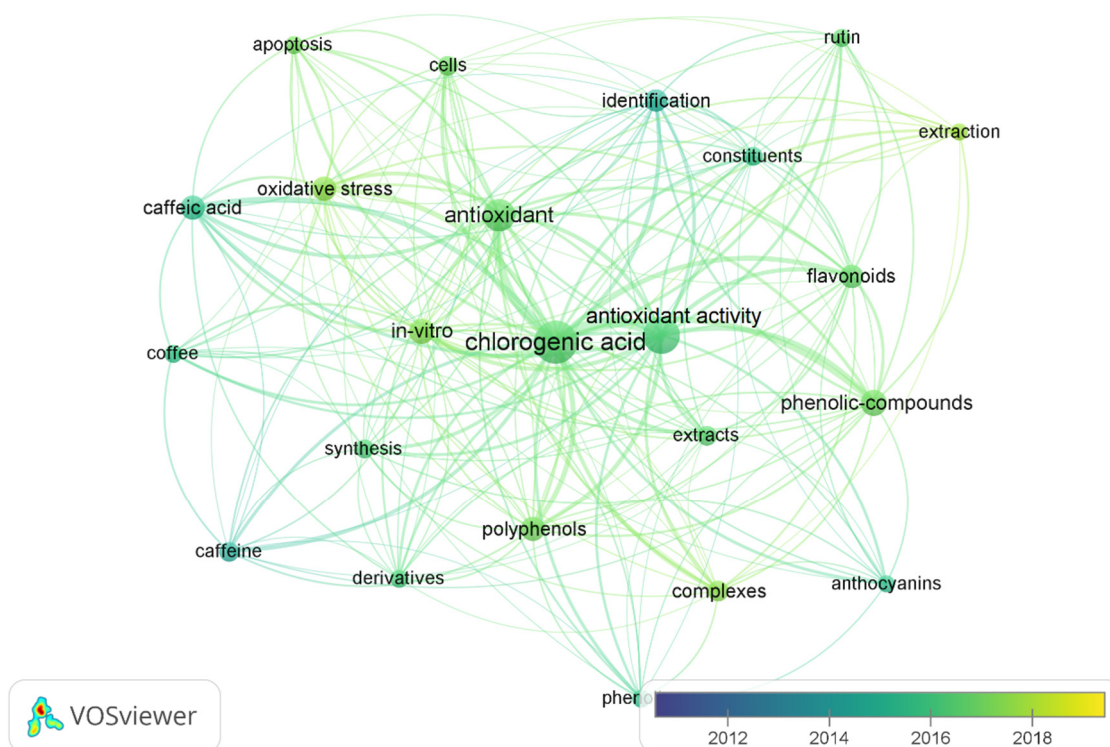 rutin
apoptosis
cells
identification
extraction
constituents
oxidative stress
caffeic acid
antioxidant
flavonoids
antioxidant activity
in-vitro
chlorogenic acid
coffee
phenolic-compounds
extracts
synthesis
polyphenols
caffeine
derivatives
anthocyanins
complexes
VOSviewer
2012 2014 2016 2018